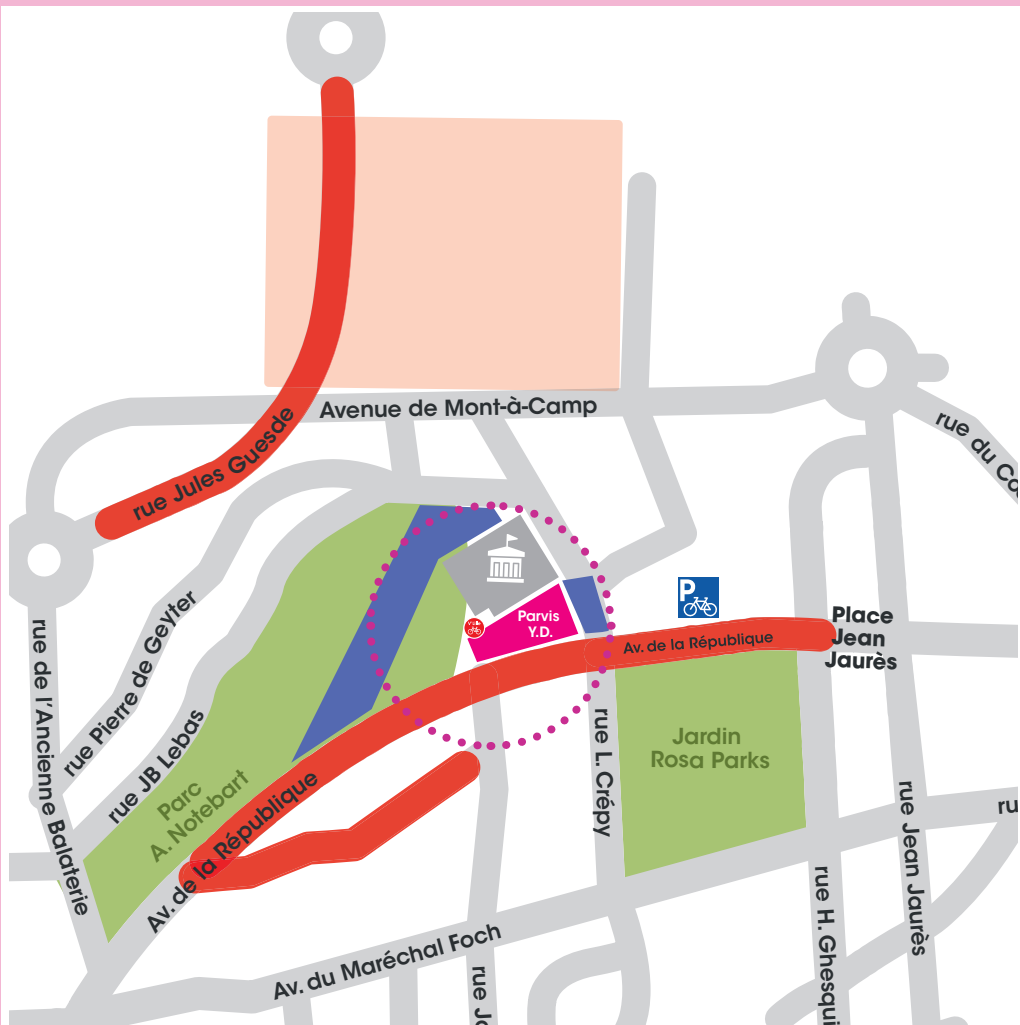 Avenue de Mont-à-Camp
rue Jules Guesde
rue du
P
Parvis
Y.D.
Place
Jean
Jaurès
Av. de la République
rue de l'Ancienne Balaterie
rue Pierre de Geyter
rue JB Lebas
Parc
A. Notebart
Av. de la République
rue L. Crépy
Jardin
Rosa Parks
rue Jean Jaurès
rue H. Ghesqui
Av. du Maréchal Foch
rue